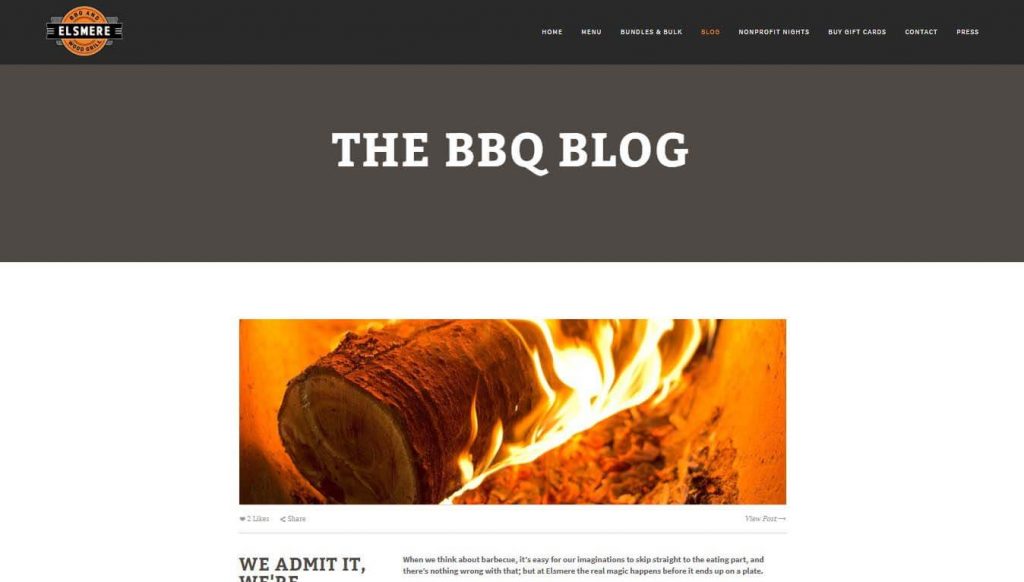 BBQ AND
ELSMERE
WOOD GRILL
HOME MENU BUNDLES & BULK BLOG NONPROFIT NIGHTS BUY GIFT CARDS CONTACT PRESS
THE BBQ BLOG
2 Likes Share View Post →
WE ADMIT IT,
WE'RE
When we think about barbecue, it's easy for our imaginations to skip straight to the eating part, and
there's nothing wrong with that; but at Elsmere the real magic happens before it ends up on a plate.